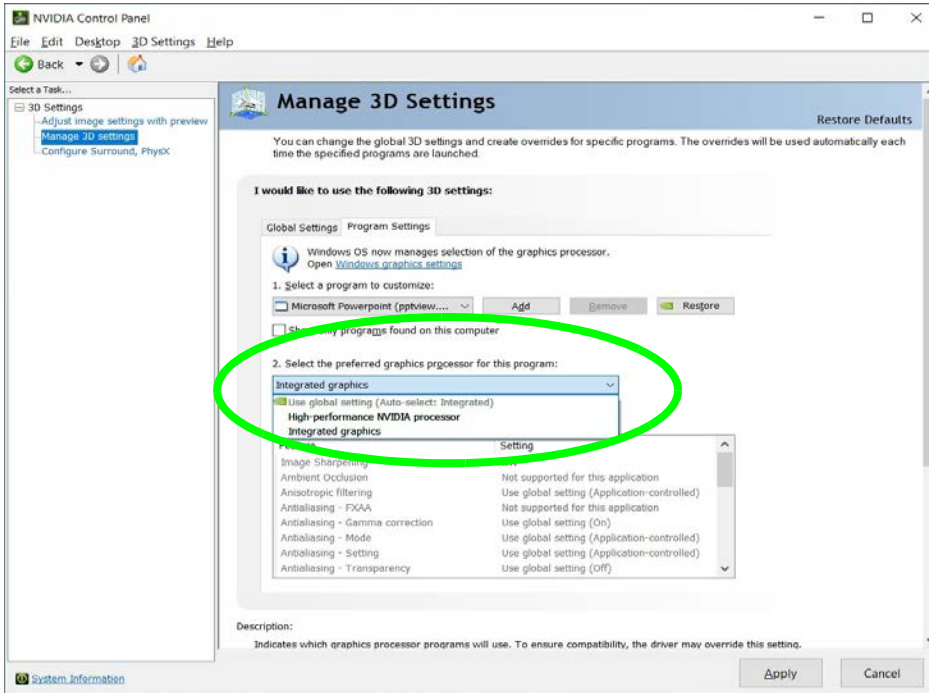 NVIDIA Control Panel
File Edit Desktop 3D Settings Help
Back
Select a Task...
3D Settings
Adjust image settings with preview
Manage 3D settings
Configure Surround, PhysX
Manage 3D Settings
Restore Defaults
You can change the global 3D settings and create overrides for specific programs. The overrides will be used automatically each
time the specified programs are launched.
I would like to use the following 3D settings:
Global Settings Program Settings
Windows OS now manages selection of the graphics processor.
Open Windows graphics settings
1. Select a program to customize:
Microsoft Powerpoint (pptview.... Add Remove Restore
only programs found on this computer
2. Select the preferred graphics processor for this program:
Integrated graphics
Use global setting (Auto-select: Integrated)
High-performance NVIDIA processor
Integrated graphics
Setting
Image Sharpening
Ambient Occlusion Not supported for this application
Anisotropic filtering Use global setting (Application-controlled)
Antialiasing - FXAA Not supported for this application
Antialiasing - Gamma correction Use global setting (On)
Antialiasing - Mode Use global setting (Application-controlled)
Antialiasing - Setting Use global setting (Application-controlled)
Antialiasing - Transparency Use global setting (Off)
Description:
Indicates which graphics processor programs will use. To ensure compatibility, the driver may override this setting.
System Information
Apply Cancel